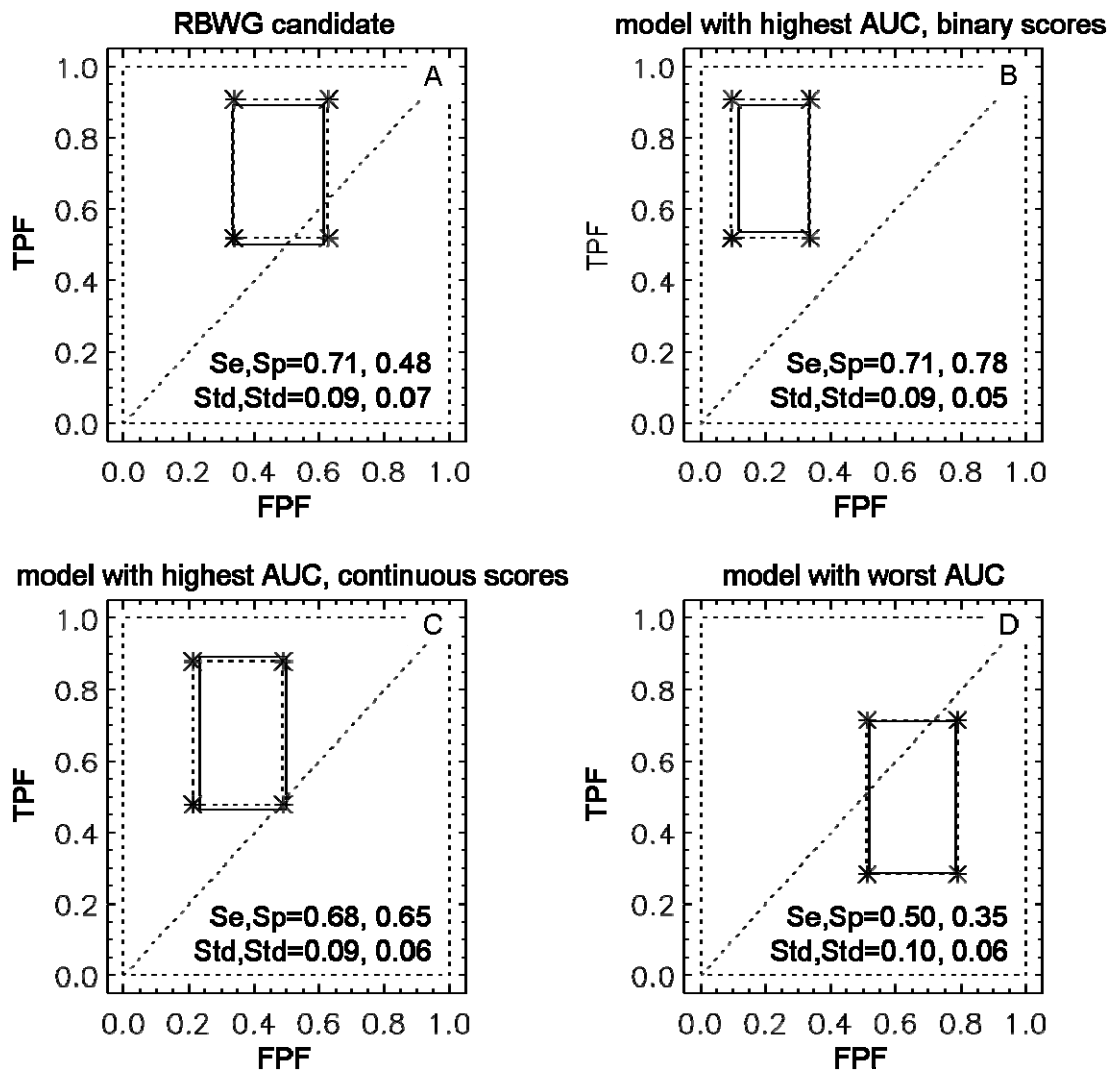 RBWG candidate
A
1.0
0.8
0.6
0.4
0.2
0.0
TPF
Se,Sp=0.71, 0.48
Std,Std=0.09, 0.07
0.0 0.2 0.4 0.6 0.8 1.0
FPF
model with highest AUC, binary scores
B
1.0
0.8
0.6
0.4
0.2
0.0
TPF
Se,Sp=0.71, 0.78
Std,Std=0.09, 0.05
0.0 0.2 0.4 0.6 0.8 1.0
FPF
model with highest AUC, continuous scores
C
1.0
0.8
0.6
0.4
0.2
0.0
TPF
Se,Sp=0.68, 0.65
Std,Std=0.09, 0.06
0.0 0.2 0.4 0.6 0.8 1.0
FPF
model with worst AUC
D
1.0
0.8
0.6
0.4
0.2
0.0
TPF
Se,Sp=0.50, 0.35
Std,Std=0.10, 0.06
0.0 0.2 0.4 0.6 0.8 1.0
FPF